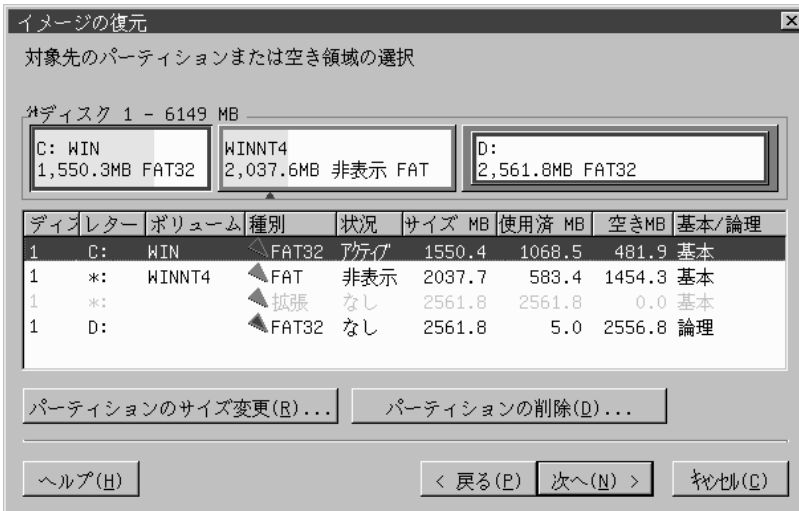 イメージの復元
対象先のパーティションまたは空き領域の選択
ディスク 1 - 6149 MB
C: WIN
1,550.3MB FAT32
WINNT4
2,037.6MB 非表示 FAT
D:
2,561.8MB FAT32
ディス レター ボリューム 種別 状況 サイズ MB 使用済 MB 空きMB 基本/論理
1 C: WIN FAT32 アクティブ 1550.4 1068.5 481.9 基本
1 *: WINNT4 FAT 非表示 2037.7 583.4 1454.3 基本
1 *: 拡張 なし 2561.8 2561.8 0.0 基本
1 D: FAT32 なし 2561.8 5.0 2556.8 論理
パーティションのサイズ変更(R)... パーティションの削除(D)...
ヘルプ(H) < 戻る(P) 次へ(N) > キャンセル(C)